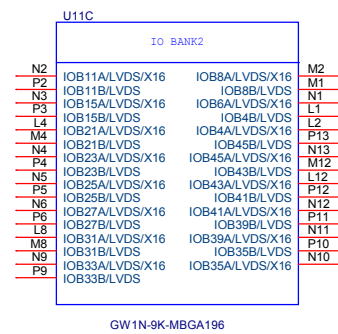 U11C
IO BANK2
N2 IOB11A/LVDS/X16 IOB8A/LVDS/X16 M2
P2 IOB11B/LVDS IOB8B/LVDS M1
N3 IOB15A/LVDS/X16 IOB6A/LVDS/X16 N1
P3 IOB15B/LVDS IOB4B/LVDS L1
L4 IOB21A/LVDS/X16 IOB4A/LVDS/X16 L2
M4 IOB21B/LVDS IOB45B/LVDS P13
N4 IOB23A/LVDS/X16 IOB45A/LVDS/X16 N13
P4 IOB23B/LVDS IOB43B/LVDS M12
N5 IOB25A/LVDS/X16 IOB43A/LVDS/X16 L12
P5 IOB25B/LVDS IOB41B/LVDS P12
N6 IOB27A/LVDS/X16 IOB41A/LVDS/X16 N12
P6 IOB27B/LVDS IOB39B/LVDS P11
L8 IOB31A/LVDS/X16 IOB39A/LVDS/X16 N11
M8 IOB31B/LVDS IOB35B/LVDS P10
N9 IOB33A/LVDS/X16 IOB35A/LVDS/X16 N10
P9 IOB33B/LVDS
GW1N-9K-MBGA196